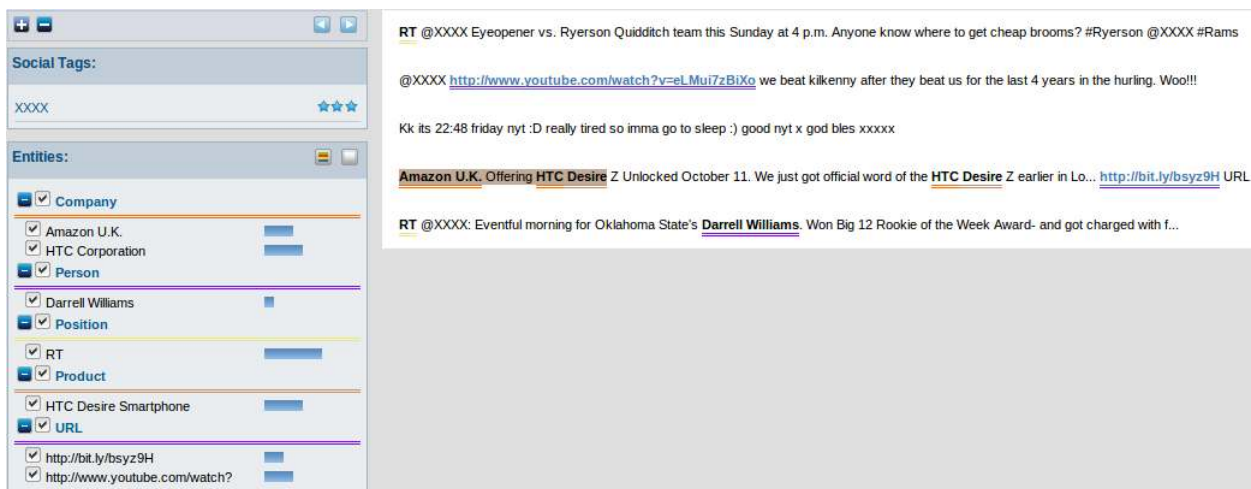 Social Tags:
XXXX
Entities:
Company
Amazon U.K.
HTC Corporation
Person
Darrell Williams
Position
RT
Product
HTC Desire Smartphone
URL
http://bit.ly/bsyz9H
http://www.youtube.com/watch?
RT @XXXX Eyeopener vs. Ryerson Quidditch team this Sunday at 4 p.m. Anyone know where to get cheap brooms? #Ryerson @XXXX #Rams
@XXXX http://www.youtube.com/watch?v=eLMui7zBiXo we beat kilkenny after they beat us for the last 4 years in the hurling. Woo!!!
Kk its 22:48 friday nyt :D really tired so imma go to sleep :) good nyt x god bles xxxxx
Amazon U.K. Offering HTC Desire Z Unlocked October 11. We just got official word of the HTC Desire Z earlier in Lo... http://bit.ly/bsyz9H URL
RT @XXXX: Eventful morning for Oklahoma State's Darrell Williams. Won Big 12 Rookie of the Week Award- and got charged with f...